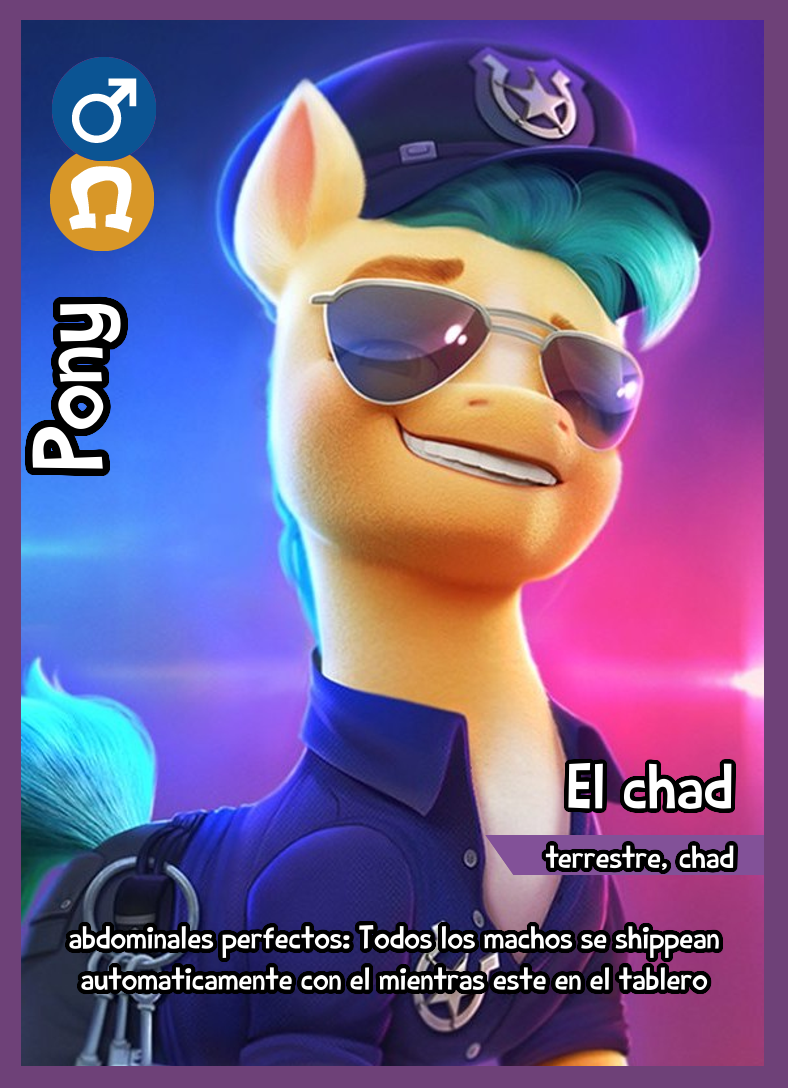 Pony
El chad
terrestre, chad
abdominales perfectos: Todos los machos se shippean
automaticamente con el mientras este en el tablero